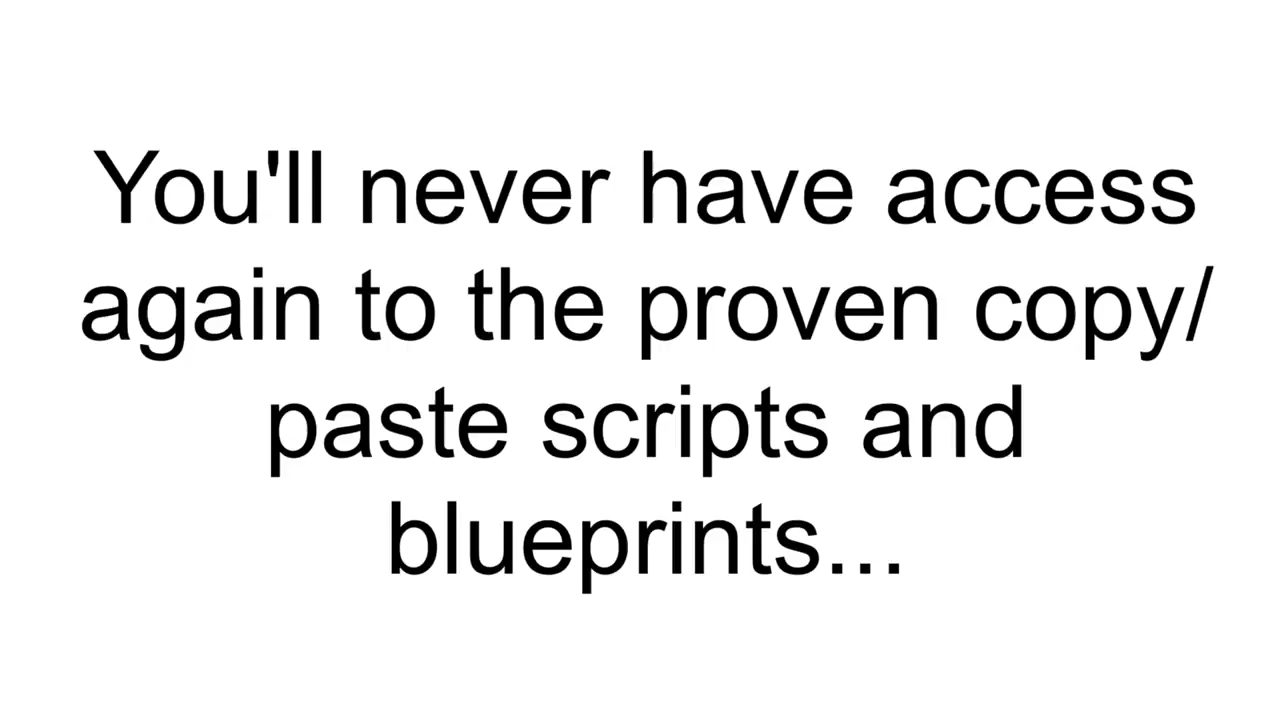 You'll never have access
again to the proven copy/
paste scripts and
blueprints...